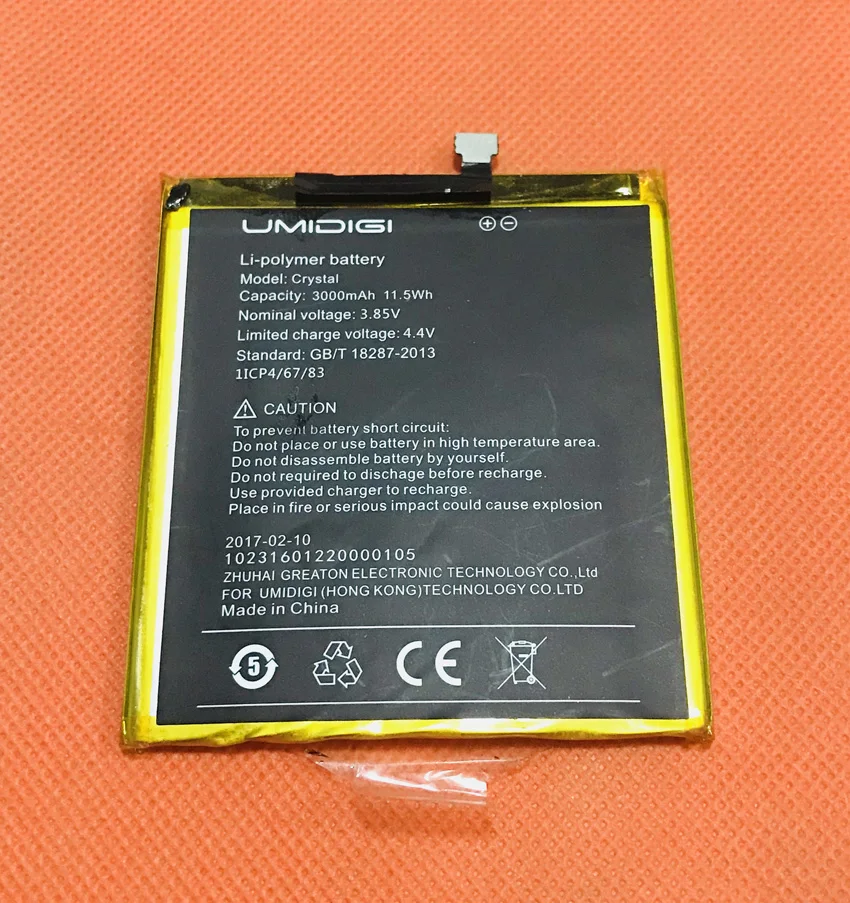 UMIDIGI
Li-polymer battery
Model: Crystal
Capacity: 3000mAh 11.5Wh
Nominal voltage: 3.85V
Limited charge voltage: 4.4V
Standard: GB/T 18287-2013
1ICP4/67/83
CAUTION
To prevent battery short circuit:
Do not place or use battery in high temperature area.
Do not disassemble battery by yourself.
Do not required to dischage before recharge.
Use provided charger to recharge.
Place in fire or serious impact could cause explosion
2017-02-10
10231601220000105
ZHUHAI GREATON ELECTRONIC TECHNOLOGY CO.,Ltd
FOR UMIDIGI (HONG KONG)TECHNOLOGY CO.LTD
Made in China
5 CE